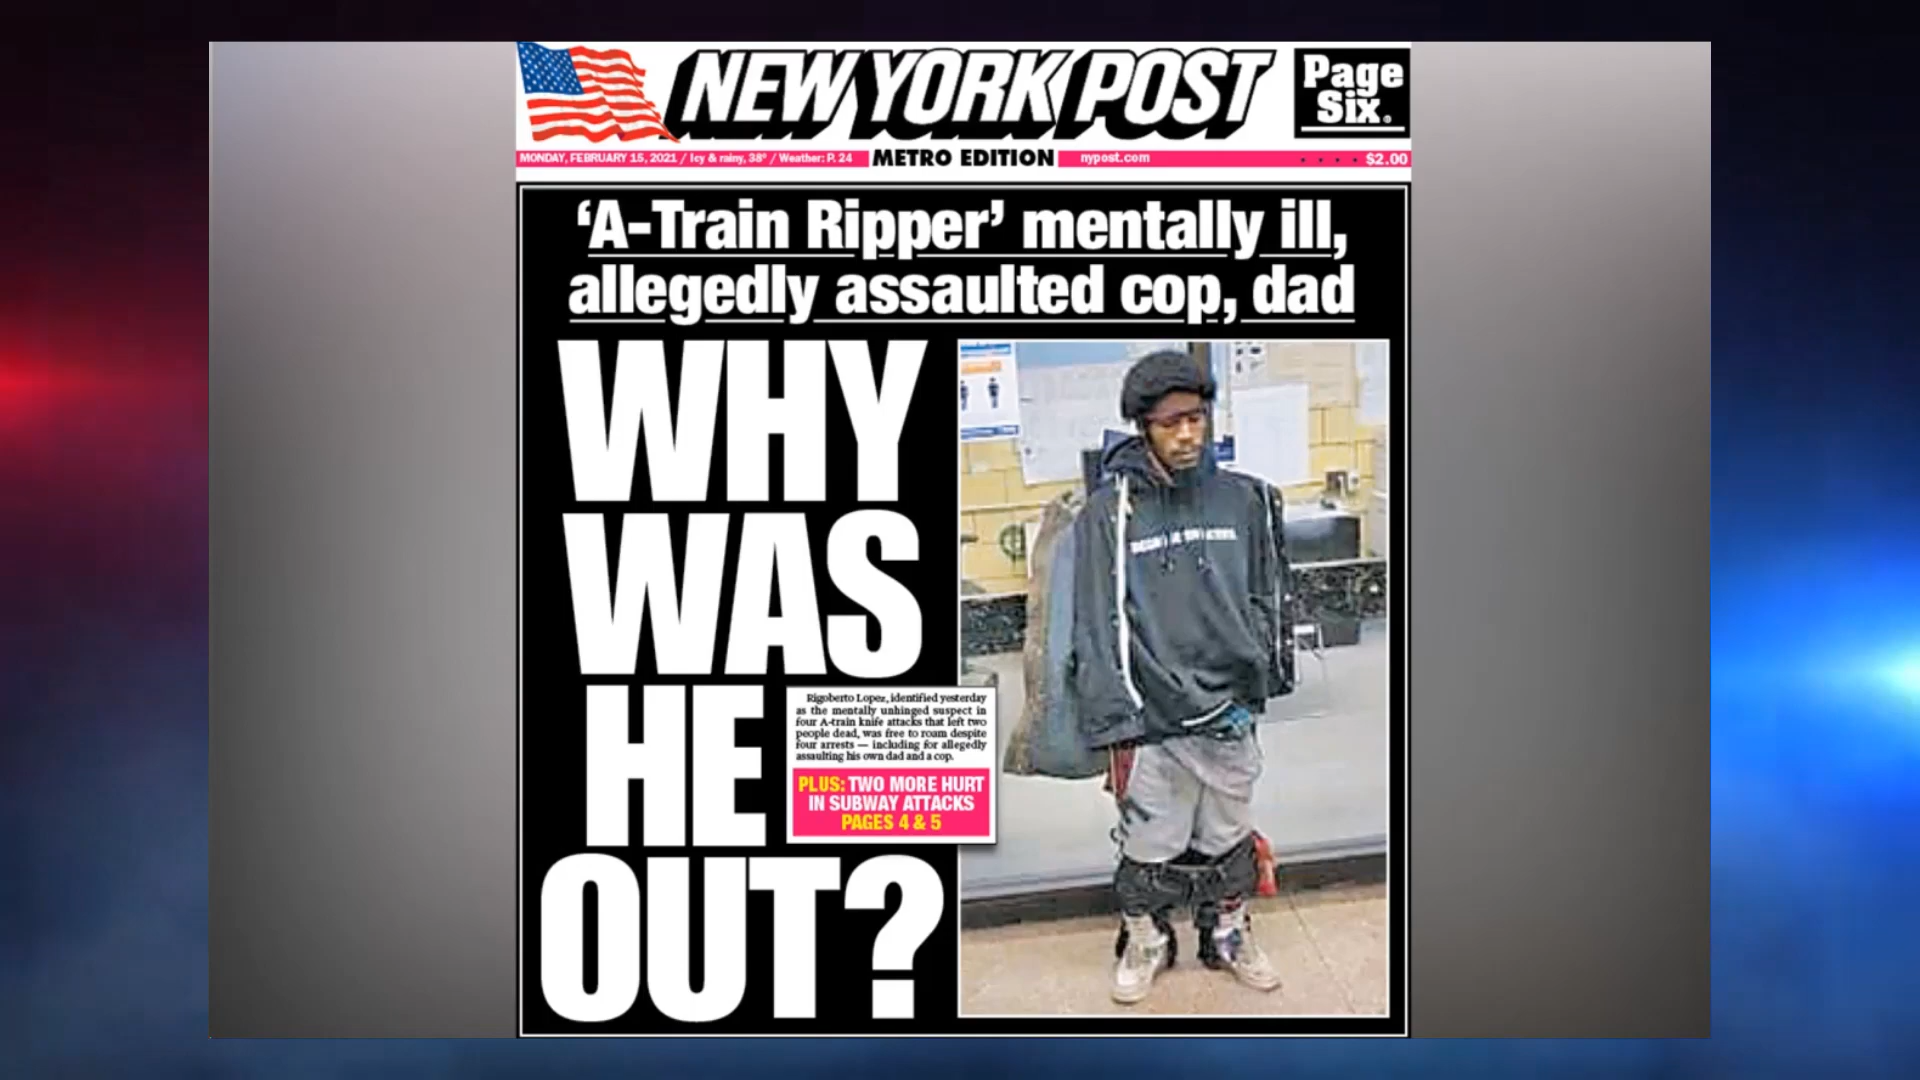 NEW YORK POST
Page
Six.
MONDAY, FEBRUARY 15, 2021 / Icy & rainy, 38° / Weather: P. 24
METRO EDITION
nypost.com
$2.00
‘A-Train Ripper’ mentally ill,
allegedly assaulted cop, dad
WHY
WAS
HE
OUT?
Rigoberto Lopez, identified yesterday
as the mentally unhinged suspect in
four A-train knife attacks that left two
people dead, was free to roam despite
four arrests — including for allegedly
assaulting his own dad and a cop.
PLUS: TWO MORE HURT
IN SUBWAY ATTACKS
PAGES 4 & 5